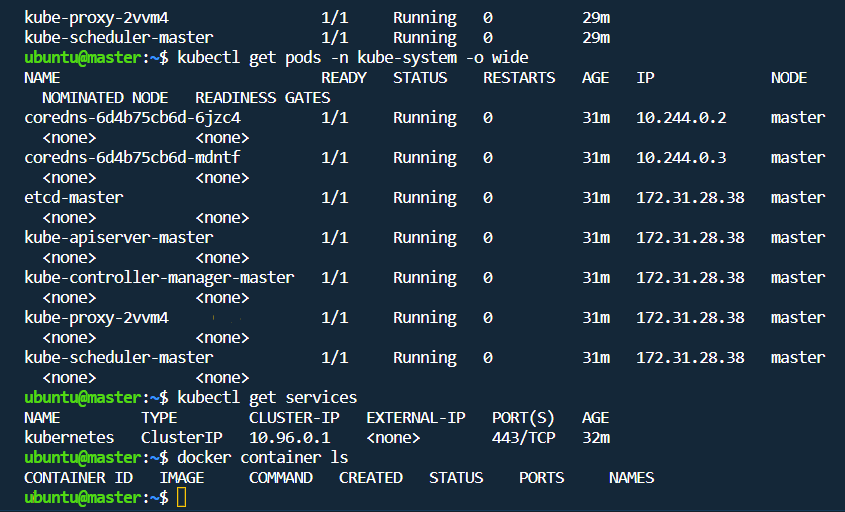 kube-proxy-2vvm4                 1/1     Running   0          29m
kube-scheduler-master            1/1     Running   0          29m
ubuntu@master:~$ kubectl get pods -n kube-system -o wide
NAME                             READY   STATUS    RESTARTS   AGE   IP             NODE
  NOMINATED NODE   READINESS GATES
coredns-6d4b75cb6d-6jzc4         1/1     Running   0          31m   10.244.0.2     master
  <none>           <none>
coredns-6d4b75cb6d-mdntf         1/1     Running   0          31m   10.244.0.3     master
  <none>           <none>
etcd-master                      1/1     Running   0          31m   172.31.28.38   master
  <none>           <none>
kube-apiserver-master            1/1     Running   0          31m   172.31.28.38   master
  <none>           <none>
kube-controller-manager-master   1/1     Running   0          31m   172.31.28.38   master
  <none>           <none>
kube-proxy-2vvm4                 1/1     Running   0          31m   172.31.28.38   master
  <none>           <none>
kube-scheduler-master            1/1     Running   0          31m   172.31.28.38   master
  <none>           <none>
ubuntu@master:~$ kubectl get services
NAME         TYPE        CLUSTER-IP   EXTERNAL-IP   PORT(S)   AGE
kubernetes   ClusterIP   10.96.0.1    <none>        443/TCP   32m
ubuntu@master:~$ docker container ls
CONTAINER ID   IMAGE     COMMAND   CREATED   STATUS    PORTS     NAMES
ubuntu@master:~$